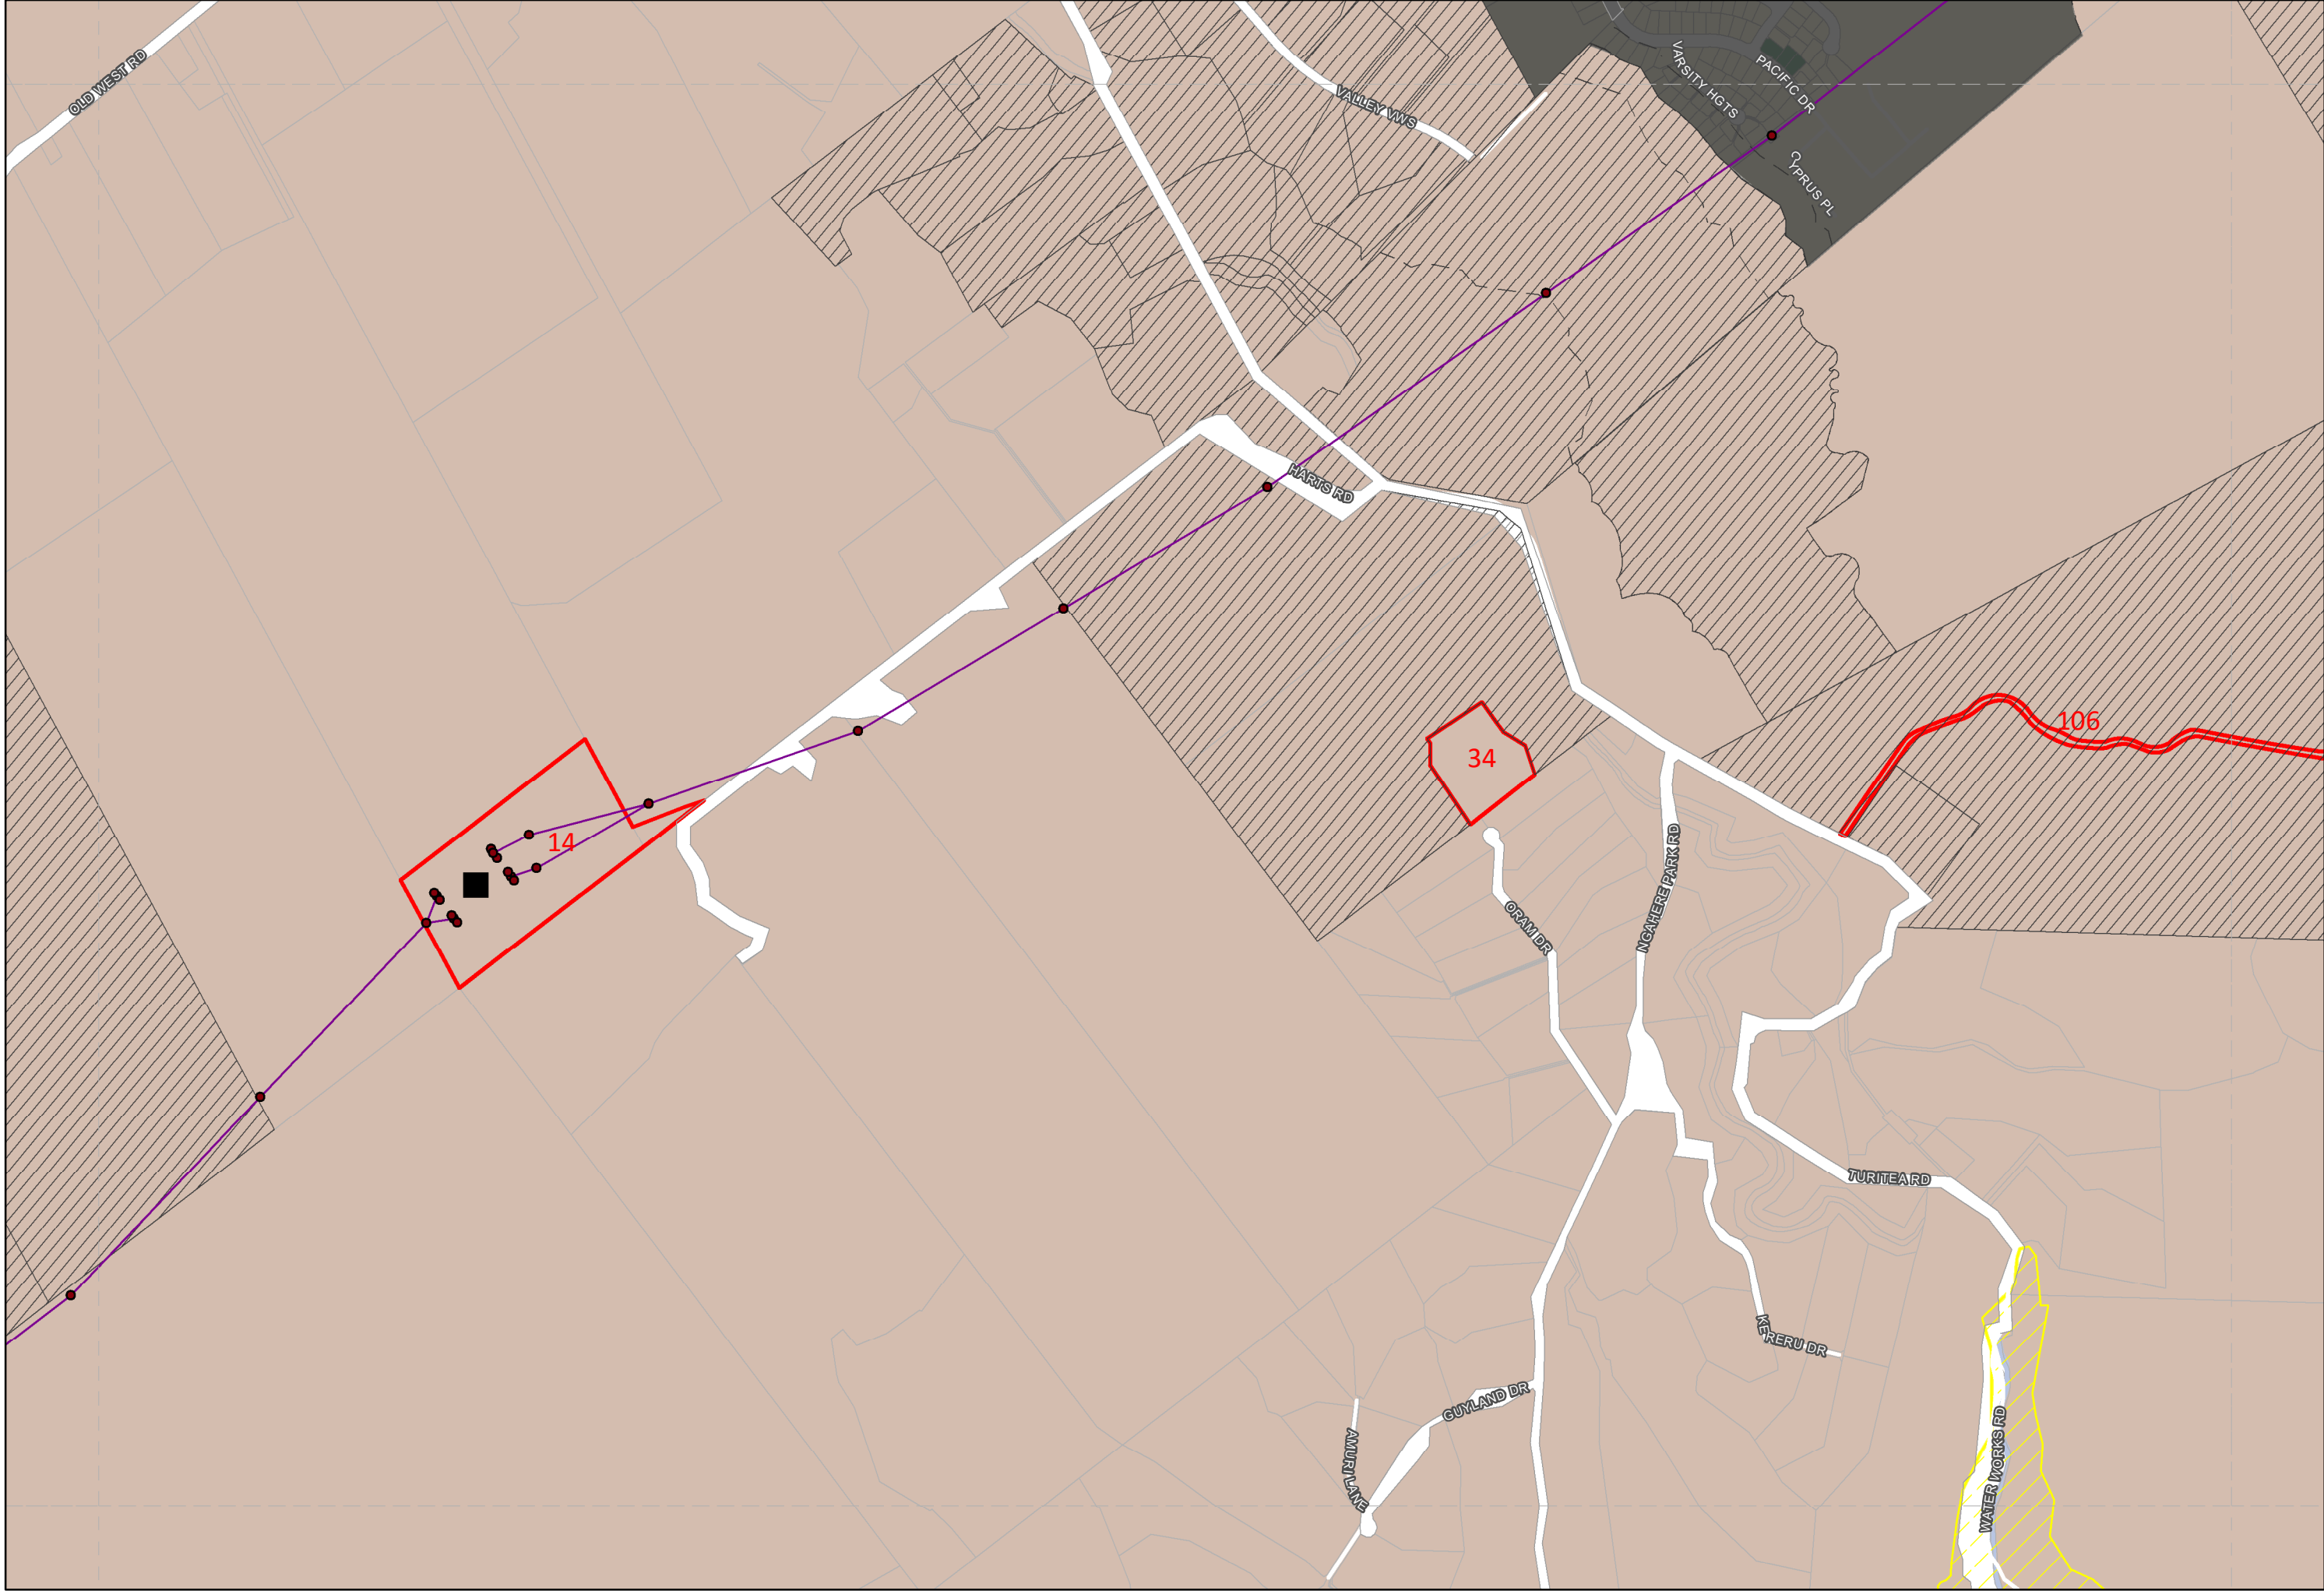 OLD WEST RD
VALLEY VWS
VARSITY HGTS
PACIFIC DR
CYPRUS PL
HARTS RD
106
34
14
NGAHERE PARK RD
ORAM DR
TURITEA RD
KERERU DR
GUYLAND DR
AMURI LANE
WATER WORKS RD